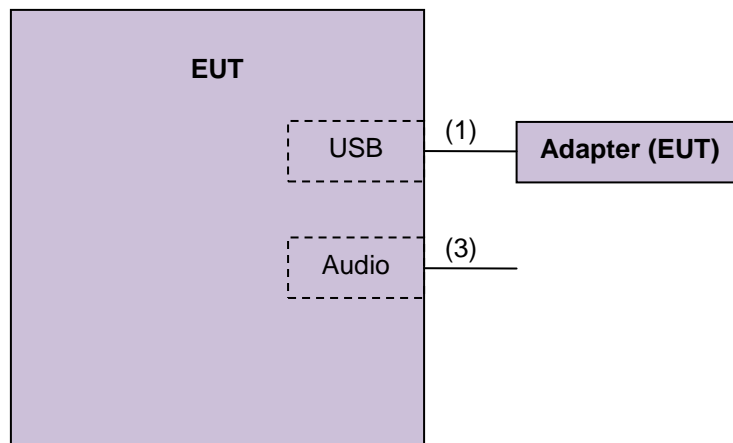 EUT
USB
(1)
Adapter (EUT)
Audio
(3)